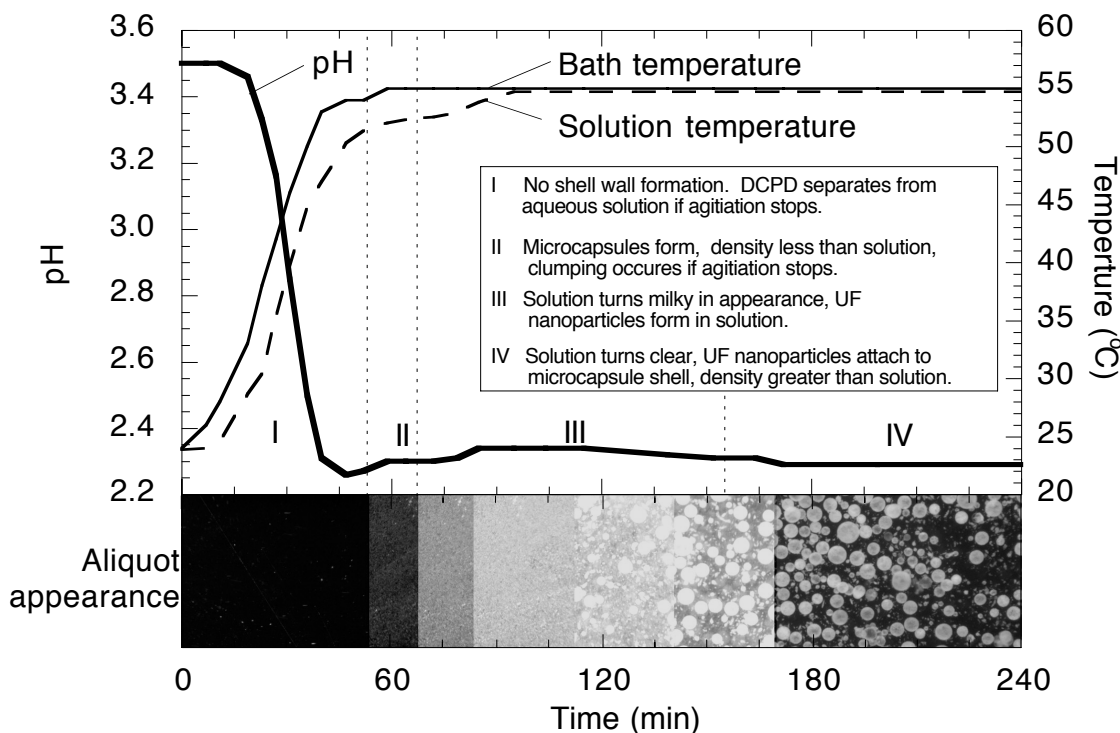 3.6
3.4
3.2
3.0
2.8
2.6
2.4
2.2
pH
60
55
50
45
40
35
30
25
20
Temperture (ºC)
pH
Bath temperature
Solution temperature
I No shell wall formation. DCPD separates from
aqueous solution if agitiation stops.
II Microcapsules form, density less than solution,
clumping occures if agitiation stops.
III Solution turns milky in appearance, UF
nanoparticles form in solution.
IV Solution turns clear, UF nanoparticles attach to
microcapsule shell, density greater than solution.
I
II
III
IV
Aliquot
appearance
0
60
120
180
240
Time (min)